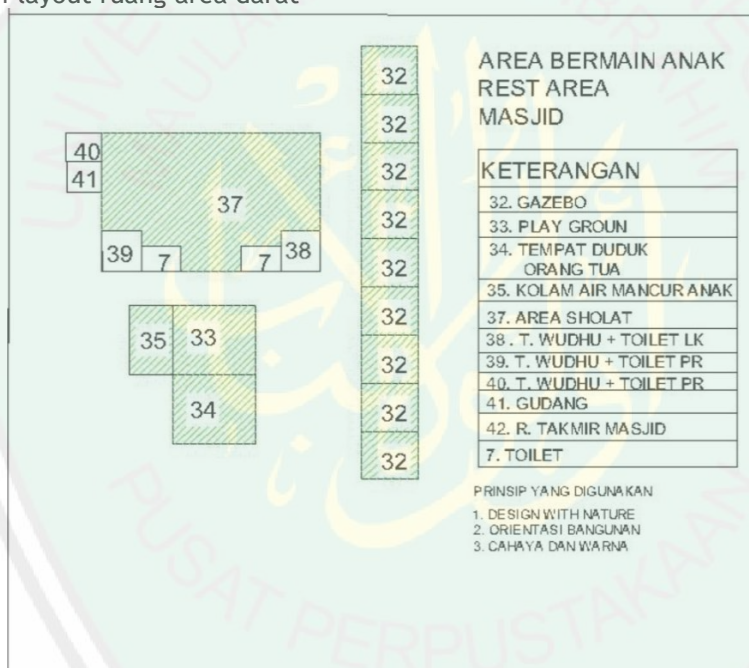 layout ruang area darat
AREA BERMAIN ANAK
REST AREA
MASJID
KETERANGAN
32. GAZEBO
33. PLAY GROUN
34. TEMPAT DUDUK
ORANG TUA
35. KOLAM AIR MANCUR ANAK
37. AREA SHOLAT
38. T. WUDHU + TOILET LK
39. T. WUDHU + TOILET PR
40. T. WUDHU + TOILET PR
41. GUDANG
42. R. TAKMIR MASJID
7. TOILET
PRINSIP YANG DIGUNAKAN
1. DESIGN WITH NATURE
2. ORIENTASI BANGUNAN
3. CAHAYA DAN WARNA
40
41
37
39
7
7
38
35
33
34
32
32
32
32
32
32
32
32
32
PUSAT PERPUSTAKAAN